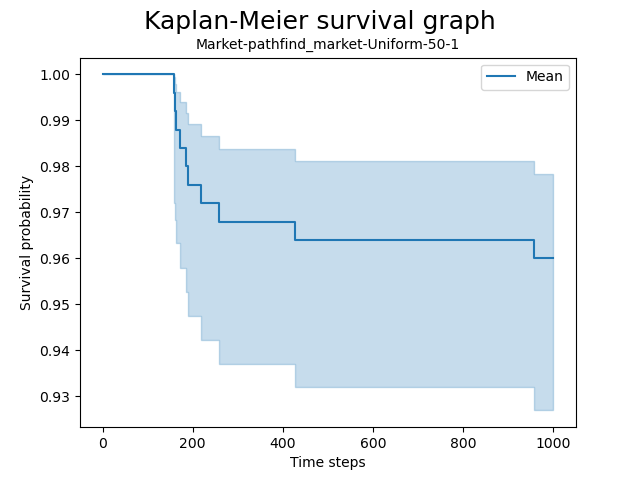 Kaplan-Meier survival graph
Market-pathfind_market-Uniform-50-1
Mean
Survival probability
1.00
0.99
0.98
0.97
0.96
0.95
0.94
0.93
0 200 400 600 800 1000
Time steps